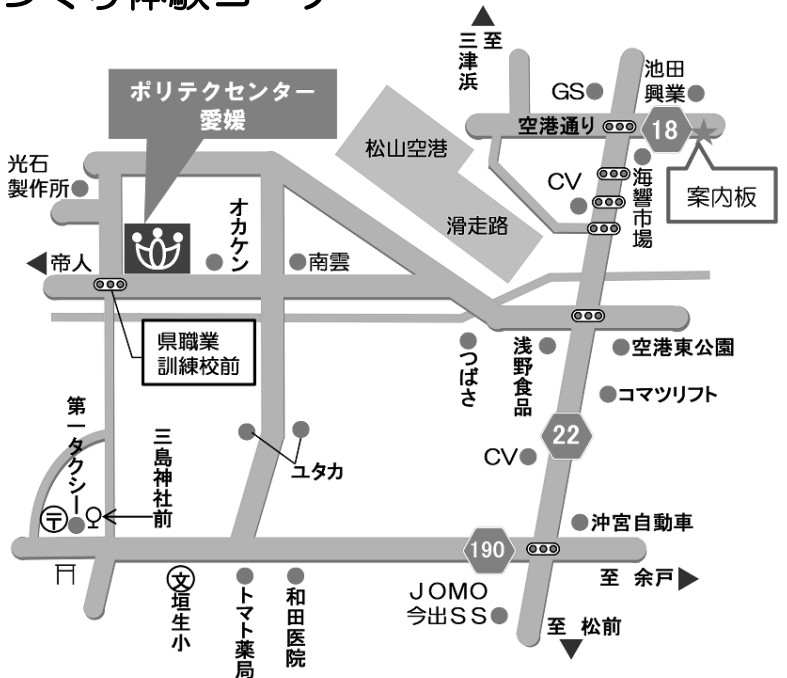 至
三津浜
池田
興業
GS
ポリテクセンター
愛媛
空港通り
18
松山空港
光石
製作所
CV
海響市場
案内板
オカケン
滑走路
帝人
南雲
県職業
訓練校前
つばさ
浅野食品
空港東公園
コマツリフト
第一タクシー
三島神社前
22
ユタカ
CV
〒
沖宮自動車
190
至 余戸
文
垣生小
トマト薬局
和田医院
JOMO
今出SS
至 松前